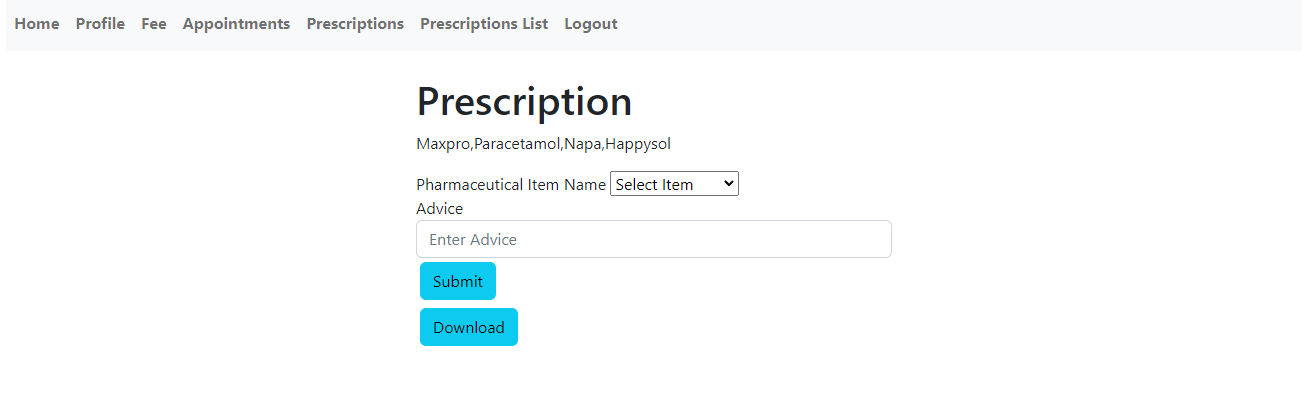 Home Profile Fee Appointments Prescriptions Prescriptions List Logout
Prescription
Maxpro,Paracetamol,Napa,Happysol
Pharmaceutical Item Name Select Item
Advice
Enter Advice
Submit
Download